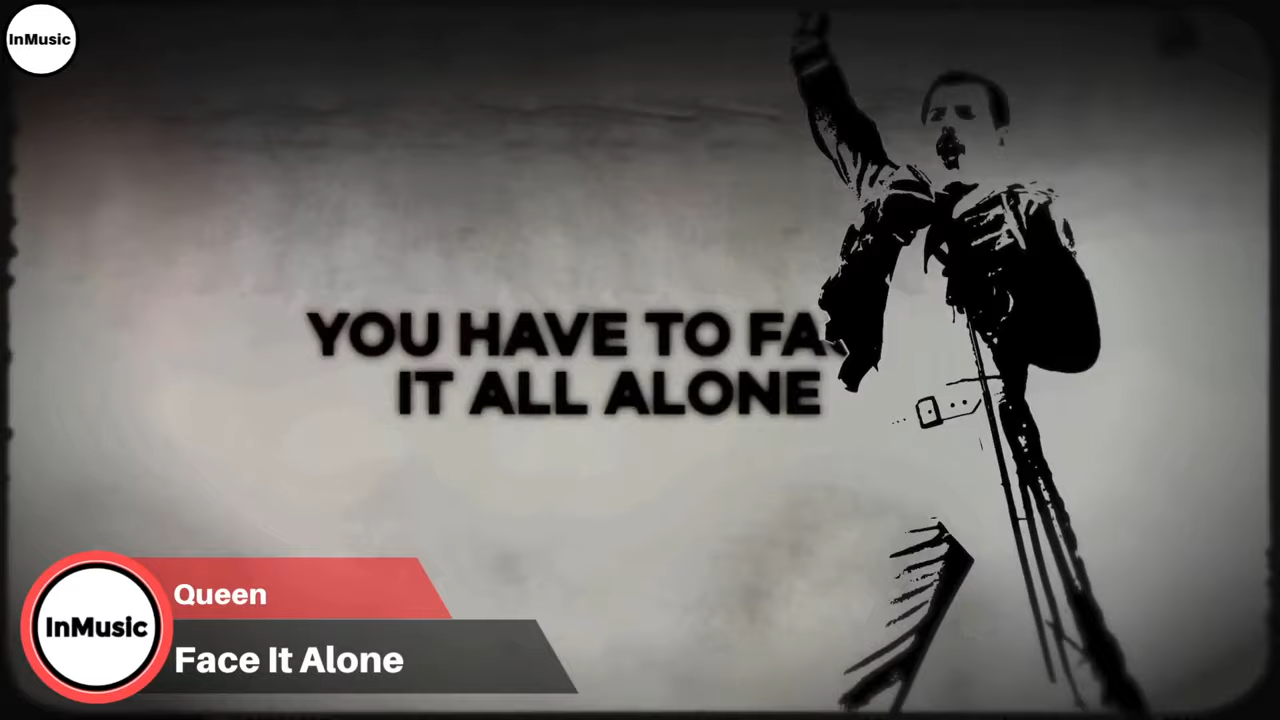 InMusic
YOU HAVE TO FA
IT ALL ALONE
Queen
InMusic
Face It Alone